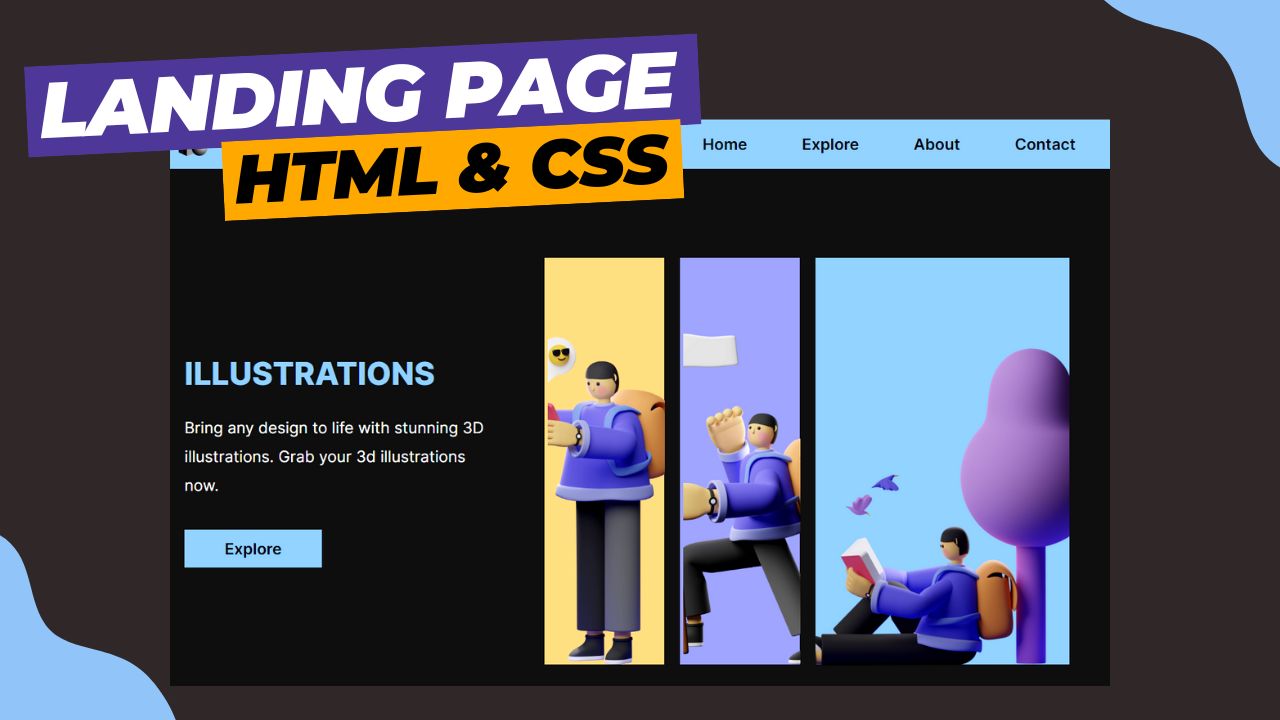 LANDING PAGE
HTML & CSS
Home Explore About Contact
ILLUSTRATIONS
Bring any design to life with stunning 3D
illustrations. Grab your 3d illustrations
now.
Explore